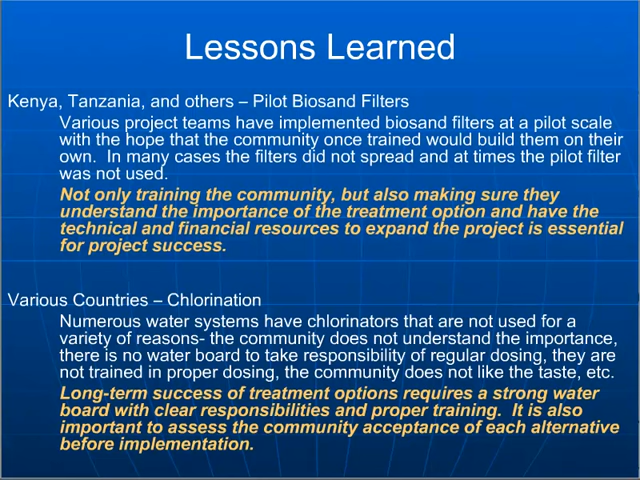 Lessons Learned
Kenya, Tanzania, and others – Pilot Biosand Filters
Various project teams have implemented biosand filters at a pilot scale
with the hope that the community once trained would build them on their
own.  In many cases the filters did not spread and at times the pilot filter
was not used.
Not only training the community, but also making sure they
understand the importance of the treatment option and have the
technical and financial resources to expand the project is essential
for project success.
Various Countries – Chlorination
Numerous water systems have chlorinators that are not used for a
variety of reasons- the community does not understand the importance,
there is no water board to take responsibility of regular dosing, they are
not trained in proper dosing, the community does not like the taste, etc.
Long-term success of treatment options requires a strong water
board with clear responsibilities and proper training.  It is also
important to assess the community acceptance of each alternative
before implementation.